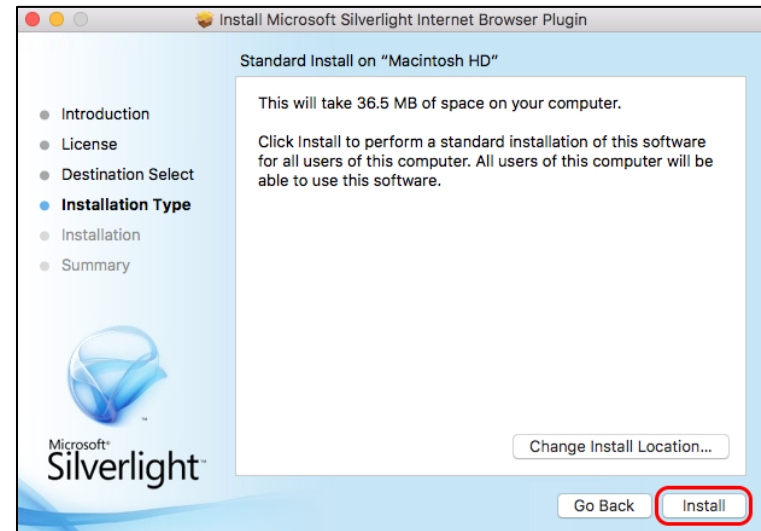 Install Microsoft Silverlight Internet Browser Plugin
Standard Install on “Macintosh HD”
Introduction
License
Destination Select
Installation Type
Installation
Summary
This will take 36.5 MB of space on your computer.
Click Install to perform a standard installation of this software
for all users of this computer. All users of this computer will be
able to use this software.
Microsoft®
Silverlight™
Change Install Location...
Go Back
Install